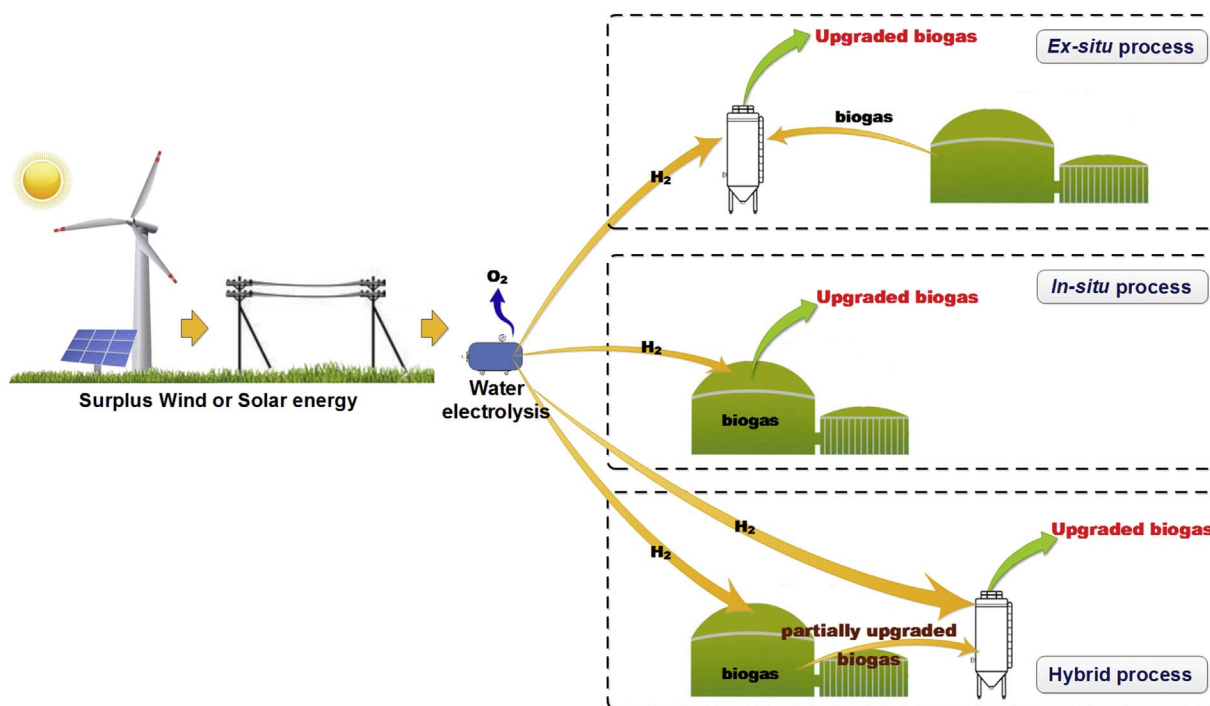 Surplus Wind or Solar energy
O₂
Water
electrolysis
H₂
Upgraded biogas
Ex-situ process
biogas
H₂
Upgraded biogas
In-situ process
biogas
H₂
H₂
Upgraded biogas
partially upgraded
biogas
biogas
Hybrid process